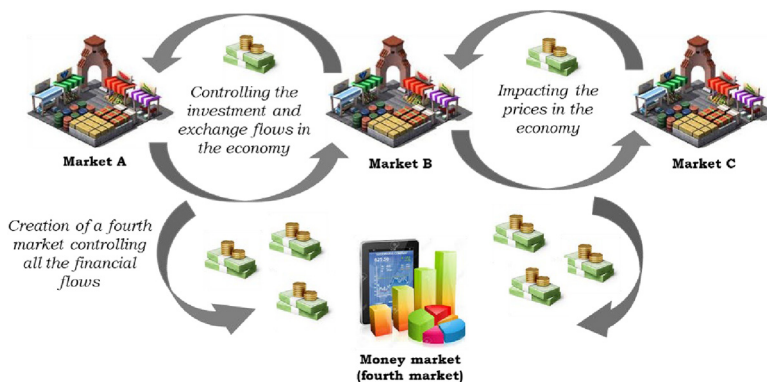 Controlling the
investment and
exchange flows in
the economy
Impacting the
prices in the
economy
Market A
Market B
Market C
Creation of a fourth
market controlling
all the financial
flows
Money market
(fourth market)